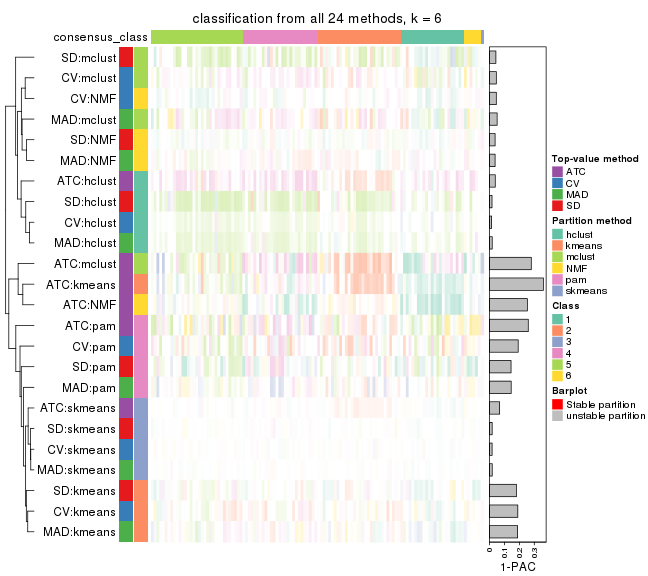 classification from all 24 methods, k = 6
consensus_class
SD:mclust
CV:mclust
CV:NMF
MAD:mclust
SD:NMF
MAD:NMF
ATC:hclust
SD:hclust
CV:hclust
MAD:hclust
ATC:mclust
ATC:kmeans
ATC:NMF
ATC:pam
CV:pam
SD:pam
MAD:pam
ATC:skmeans
SD:skmeans
CV:skmeans
MAD:skmeans
SD:kmeans
CV:kmeans
MAD:kmeans
0 0.1 0.2 0.3
1-PAC
Top-value method
ATC
CV
MAD
SD
Partition method
hclust
kmeans
mclust
NMF
pam
skmeans
Class
1
2
3
4
5
6
Barplot
Stable partition
unstable partition